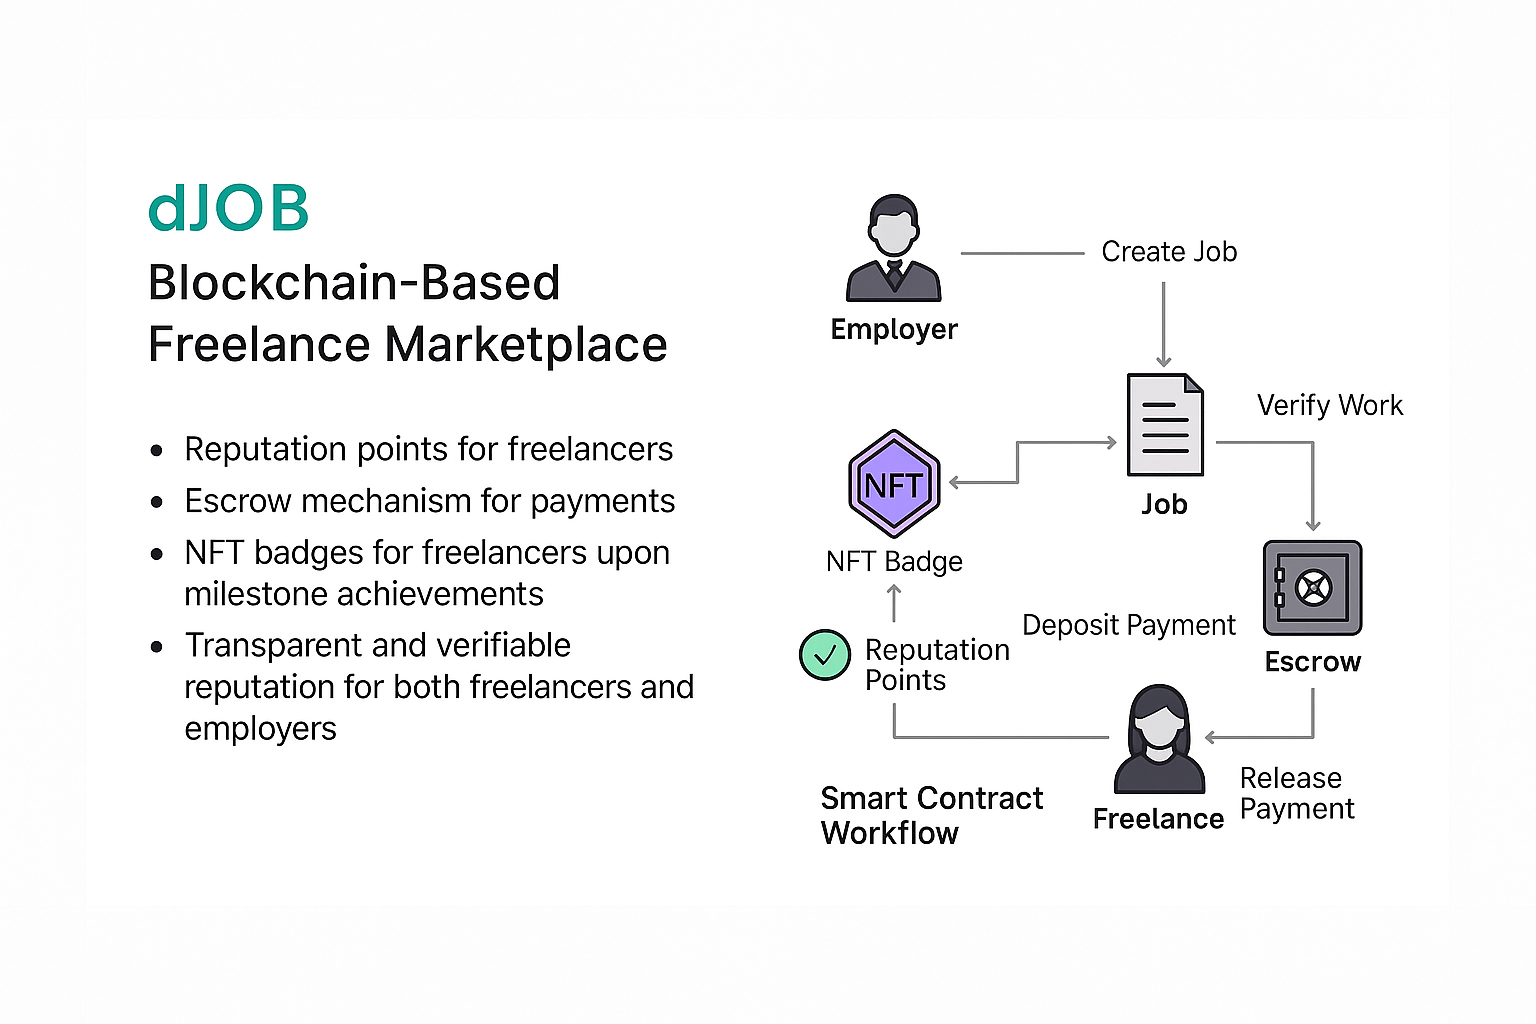 dJOB
Blockchain-Based
Freelance Marketplace
• Reputation points for freelancers
• Escrow mechanism for payments
• NFT badges for freelancers upon
milestone achievements
• Transparent and verifiable
reputation for both freelancers and
employers
Create Job
Employer
Verify Work
NFT
Job
NFT Badge
Deposit Payment
Reputation
Points
Escrow
Release
Payment
Freelance
Smart Contract
Workflow